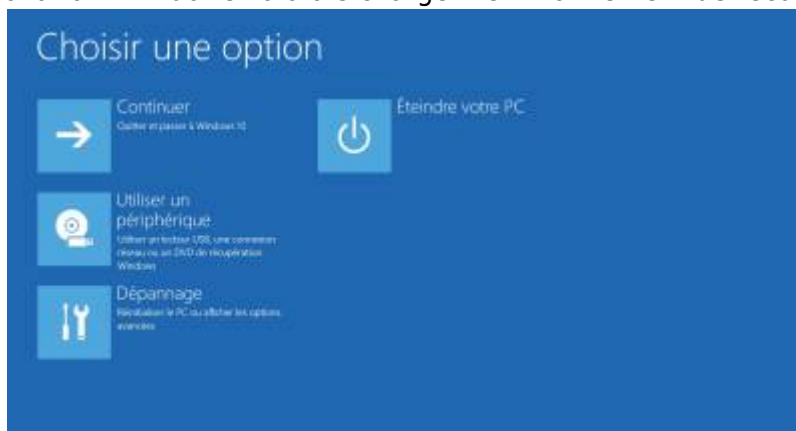 Choisir une option
Continuer
Quitter et passer à Windows 10
Éteindre votre PC
Utiliser un
périphérique
Utiliser un lecteur USB, une connexion
réseau ou un DVD de récupération
Windows
Dépannage
Réinitialiser le PC ou afficher les options
avancées